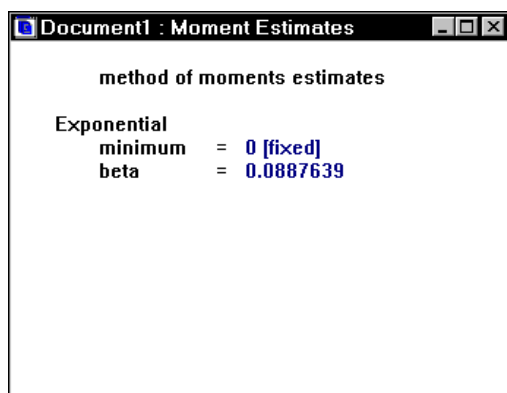 Document1 : Moment Estimates
method of moments estimates
Exponential
minimum = 0 [fixed]
beta = 0.0887639